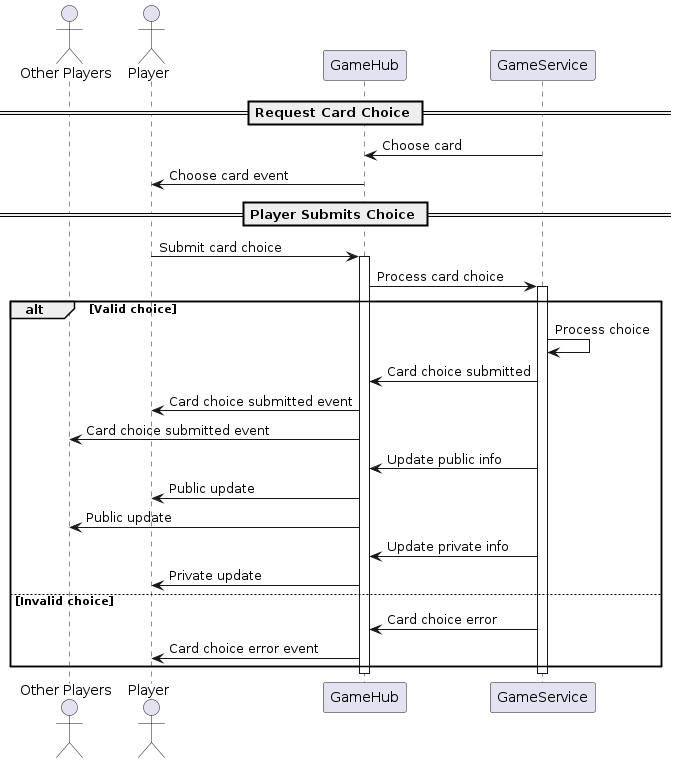 Other Players
Player
GameHub
GameService
Request Card Choice
Choose card
Choose card event
Player Submits Choice
Submit card choice
Process card choice
alt
[Valid choice]
Process choice
Card choice submitted
Card choice submitted event
Card choice submitted event
Update public info
Public update
Public update
Update private info
Private update
[Invalid choice]
Card choice error
Card choice error event
Other Players
Player
GameHub
GameService